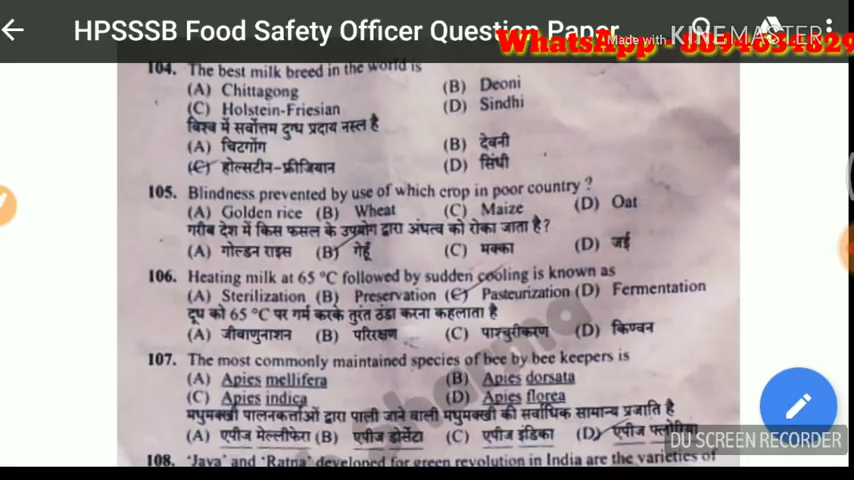 HPSSSB Food Safety Officer Question Paper
Made with KINEMASTER
104. The best milk breed in the world is
(A) Chittagong (B) Deoni
(C) Holstein-Friesian (D) Sindhi
विश्व में सर्वोत्तम दुग्ध प्रदाय नस्ल है
(A) चिटगोंग (B) देवनी
(C) होल्सटीन-फ्रीजियान (D) सिंधी
105. Blindness prevented by use of which crop in poor country ?
(A) Golden rice (B) Wheat (C) Maize (D) Oat
गरीब देश में किस फसल के उपयोग द्वारा अंधत्व को रोका जाता है?
(A) गोल्डन राइस (B) गेहूँ (C) मक्का (D) जई
106. Heating milk at 65 °C followed by sudden cooling is known as
(A) Sterilization (B) Preservation (C) Pasteurization (D) Fermentation
दूध को 65 °C पर गर्म करके तुरंत ठंडा करना कहलाता है
(A) जीवाणुनाशन (B) परिरक्षण (C) पाश्चुरीकरण (D) किण्वन
107. The most commonly maintained species of bee by bee keepers is
(A) Apies mellifera (B) Apies dorsata
(C) Apies indica (D) Apies florea
मधुमक्खी पालनकर्त्ताओं द्वारा पाली जाने वाली मधुमक्खी की सर्वाधिक सामान्य प्रजाति है
(A) एपीज मेल्लीफेरा (B) एपीज डोर्सेटा (C) एपीज इंडिका (D) एपीज फ्लोरिया
DU SCREEN RECORDER
108. 'Java' and 'Ratna' developed for green revolution in India are the varieties of